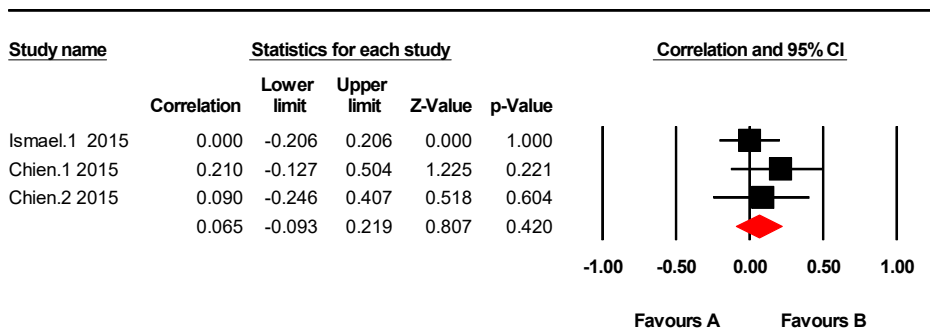 Study name Statistics for each study Correlation and 95% CI
Lower Upper
Correlation limit limit Z-Value p-Value
Ismael.1 2015 0.000 -0.206 0.206 0.000 1.000
Chien.1 2015 0.210 -0.127 0.504 1.225 0.221
Chien.2 2015 0.090 -0.246 0.407 0.518 0.604
0.065 -0.093 0.219 0.807 0.420
-1.00 -0.50 0.00 0.50 1.00
Favours A Favours B